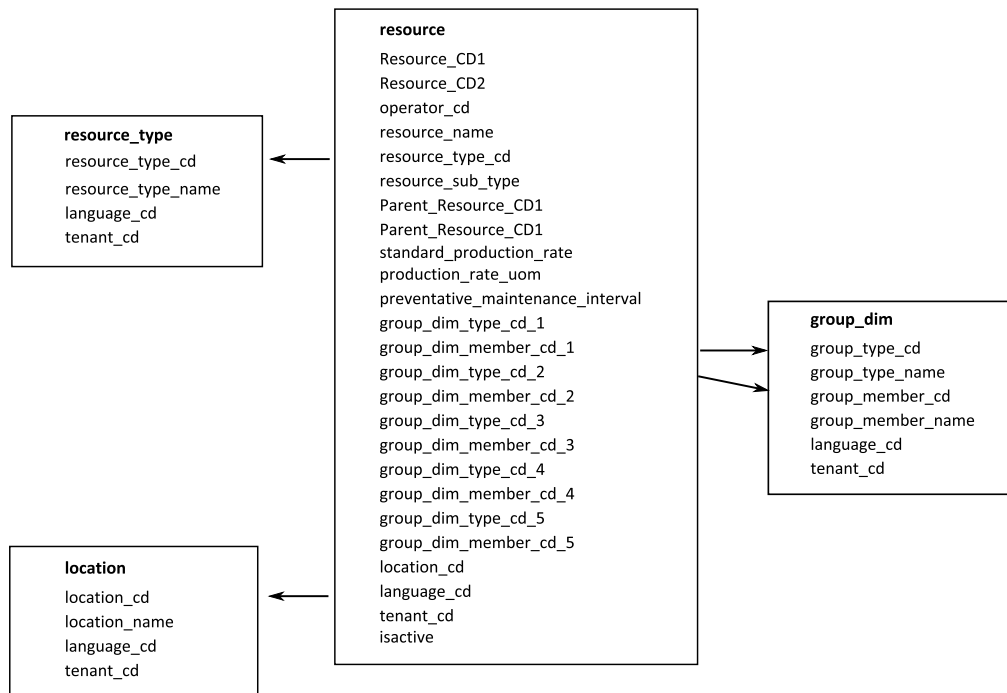 resource
Resource_CD1
Resource_CD2
operator_cd
resource_name
resource_type_cd
resource_sub_type
Parent_Resource_CD1
Parent_Resource_CD1
standard_production_rate
production_rate_uom
preventative_maintenance_interval
group_dim_type_cd_1
group_dim_member_cd_1
group_dim_type_cd_2
group_dim_member_cd_2
group_dim_type_cd_3
group_dim_member_cd_3
group_dim_type_cd_4
group_dim_member_cd_4
group_dim_type_cd_5
group_dim_member_cd_5
location_cd
language_cd
tenant_cd
isactive
resource_type
resource_type_cd
resource_type_name
language_cd
tenant_cd
group_dim
group_type_cd
group_type_name
group_member_cd
group_member_name
language_cd
tenant_cd
location
location_cd
location_name
language_cd
tenant_cd